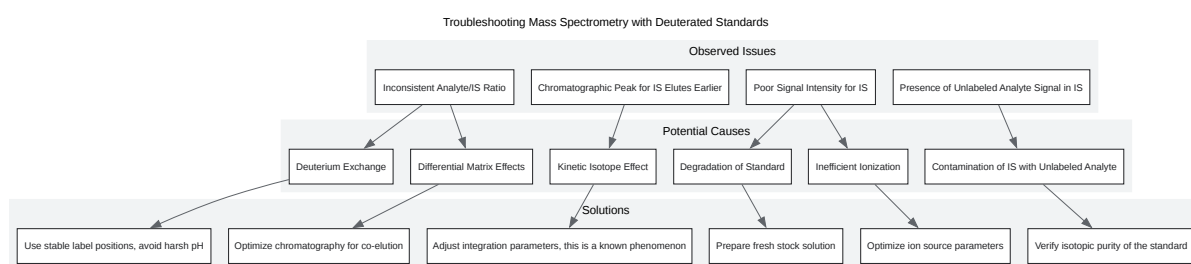 Troubleshooting Mass Spectrometry with Deuterated Standards
Observed Issues
Inconsistent Analyte/IS Ratio
Chromatographic Peak for IS Elutes Earlier
Poor Signal Intensity for IS
Presence of Unlabeled Analyte Signal in IS
Potential Causes
Deuterium Exchange
Differential Matrix Effects
Kinetic Isotope Effect
Degradation of Standard
Inefficient Ionization
Contamination of IS with Unlabeled Analyte
Solutions
Use stable label positions, avoid harsh pH
Optimize chromatography for co-elution
Adjust integration parameters, this is a known phenomenon
Prepare fresh stock solution
Optimize ion source parameters
Verify isotopic purity of the standard